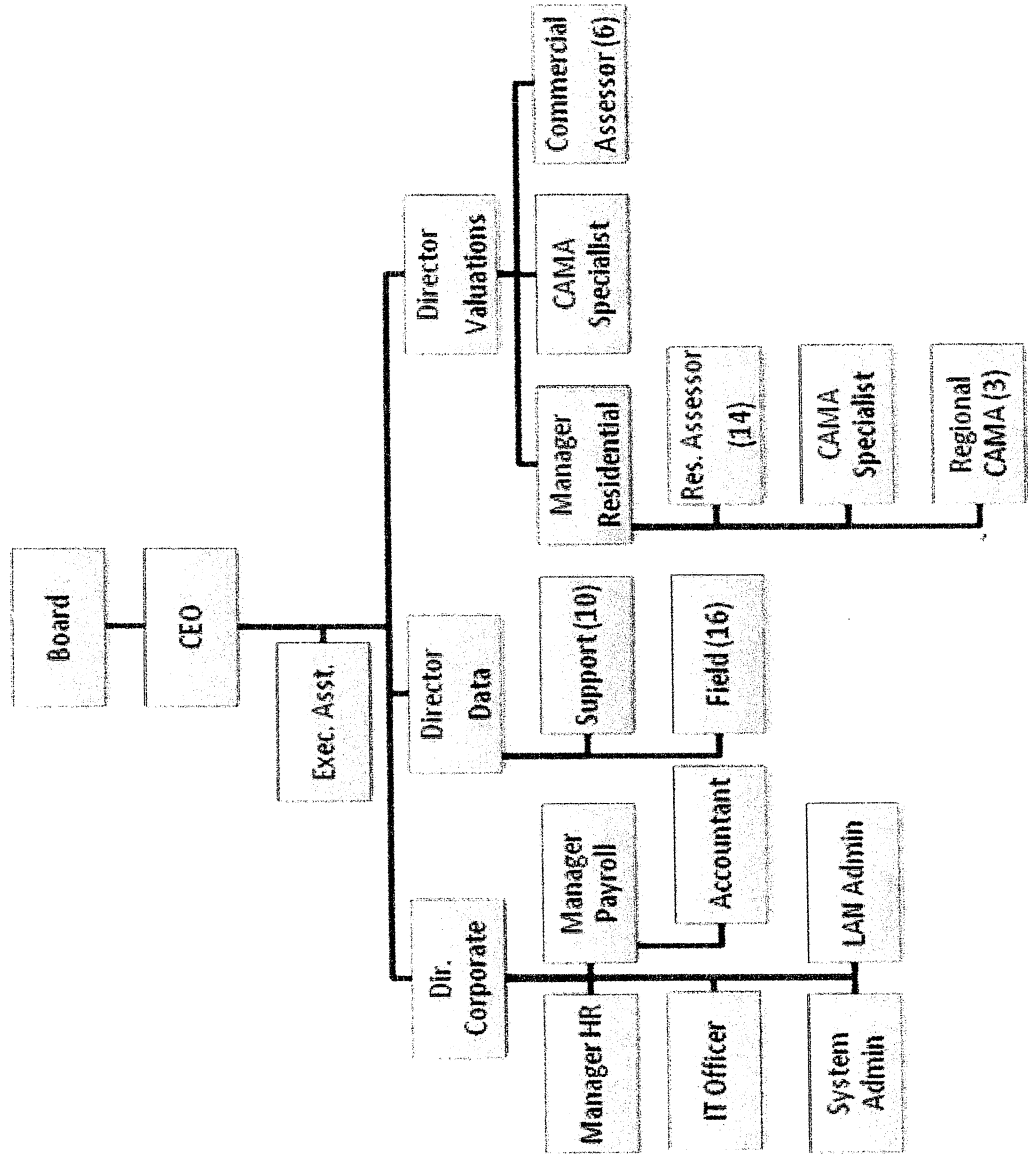 Board
CEO
Exec. Asst.
Dir.
Corporate
Director
Data
Director
Valuations
Manager HR
Manager
Payroll
Accountant
IT Officer
System
Admin
LAN Admin
Support (10)
Field (16)
Manager
Residential
CAMA
Specialist
Commercial
Assessor (6)
Res. Assessor
(14)
CAMA
Specialist
Regional
CAMA (3)